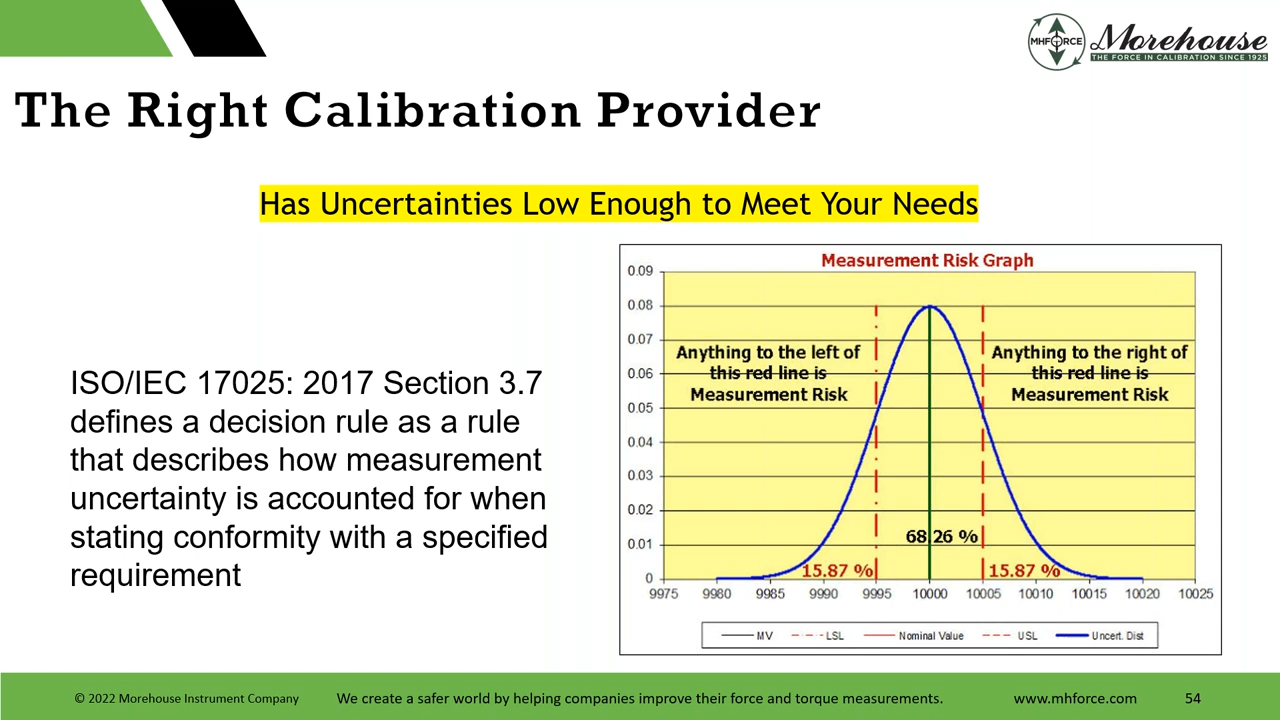 MHFORCE
Morehouse
THE FORCE IN CALIBRATION SINCE 1925
The Right Calibration Provider
Has Uncertainties Low Enough to Meet Your Needs
ISO/IEC 17025: 2017 Section 3.7
defines a decision rule as a rule
that describes how measurement
uncertainty is accounted for when
stating conformity with a specified
requirement
Measurement Risk Graph
0.09
0.08
0.07
0.06
0.05
0.04
0.03
0.02
0.01
0
Anything to the left of
this red line is
Measurement Risk
Anything to the right of
this red line is
Measurement Risk
68.26 %
15.87 %
15.87 %
9975 9980 9985 9990 9995 10000 10005 10010 10015 10020 10025
MV LSL Nominal Value USL Uncert. Dist
© 2022 Morehouse Instrument Company We create a safer world by helping companies improve their force and torque measurements. www.mhforce.com 54